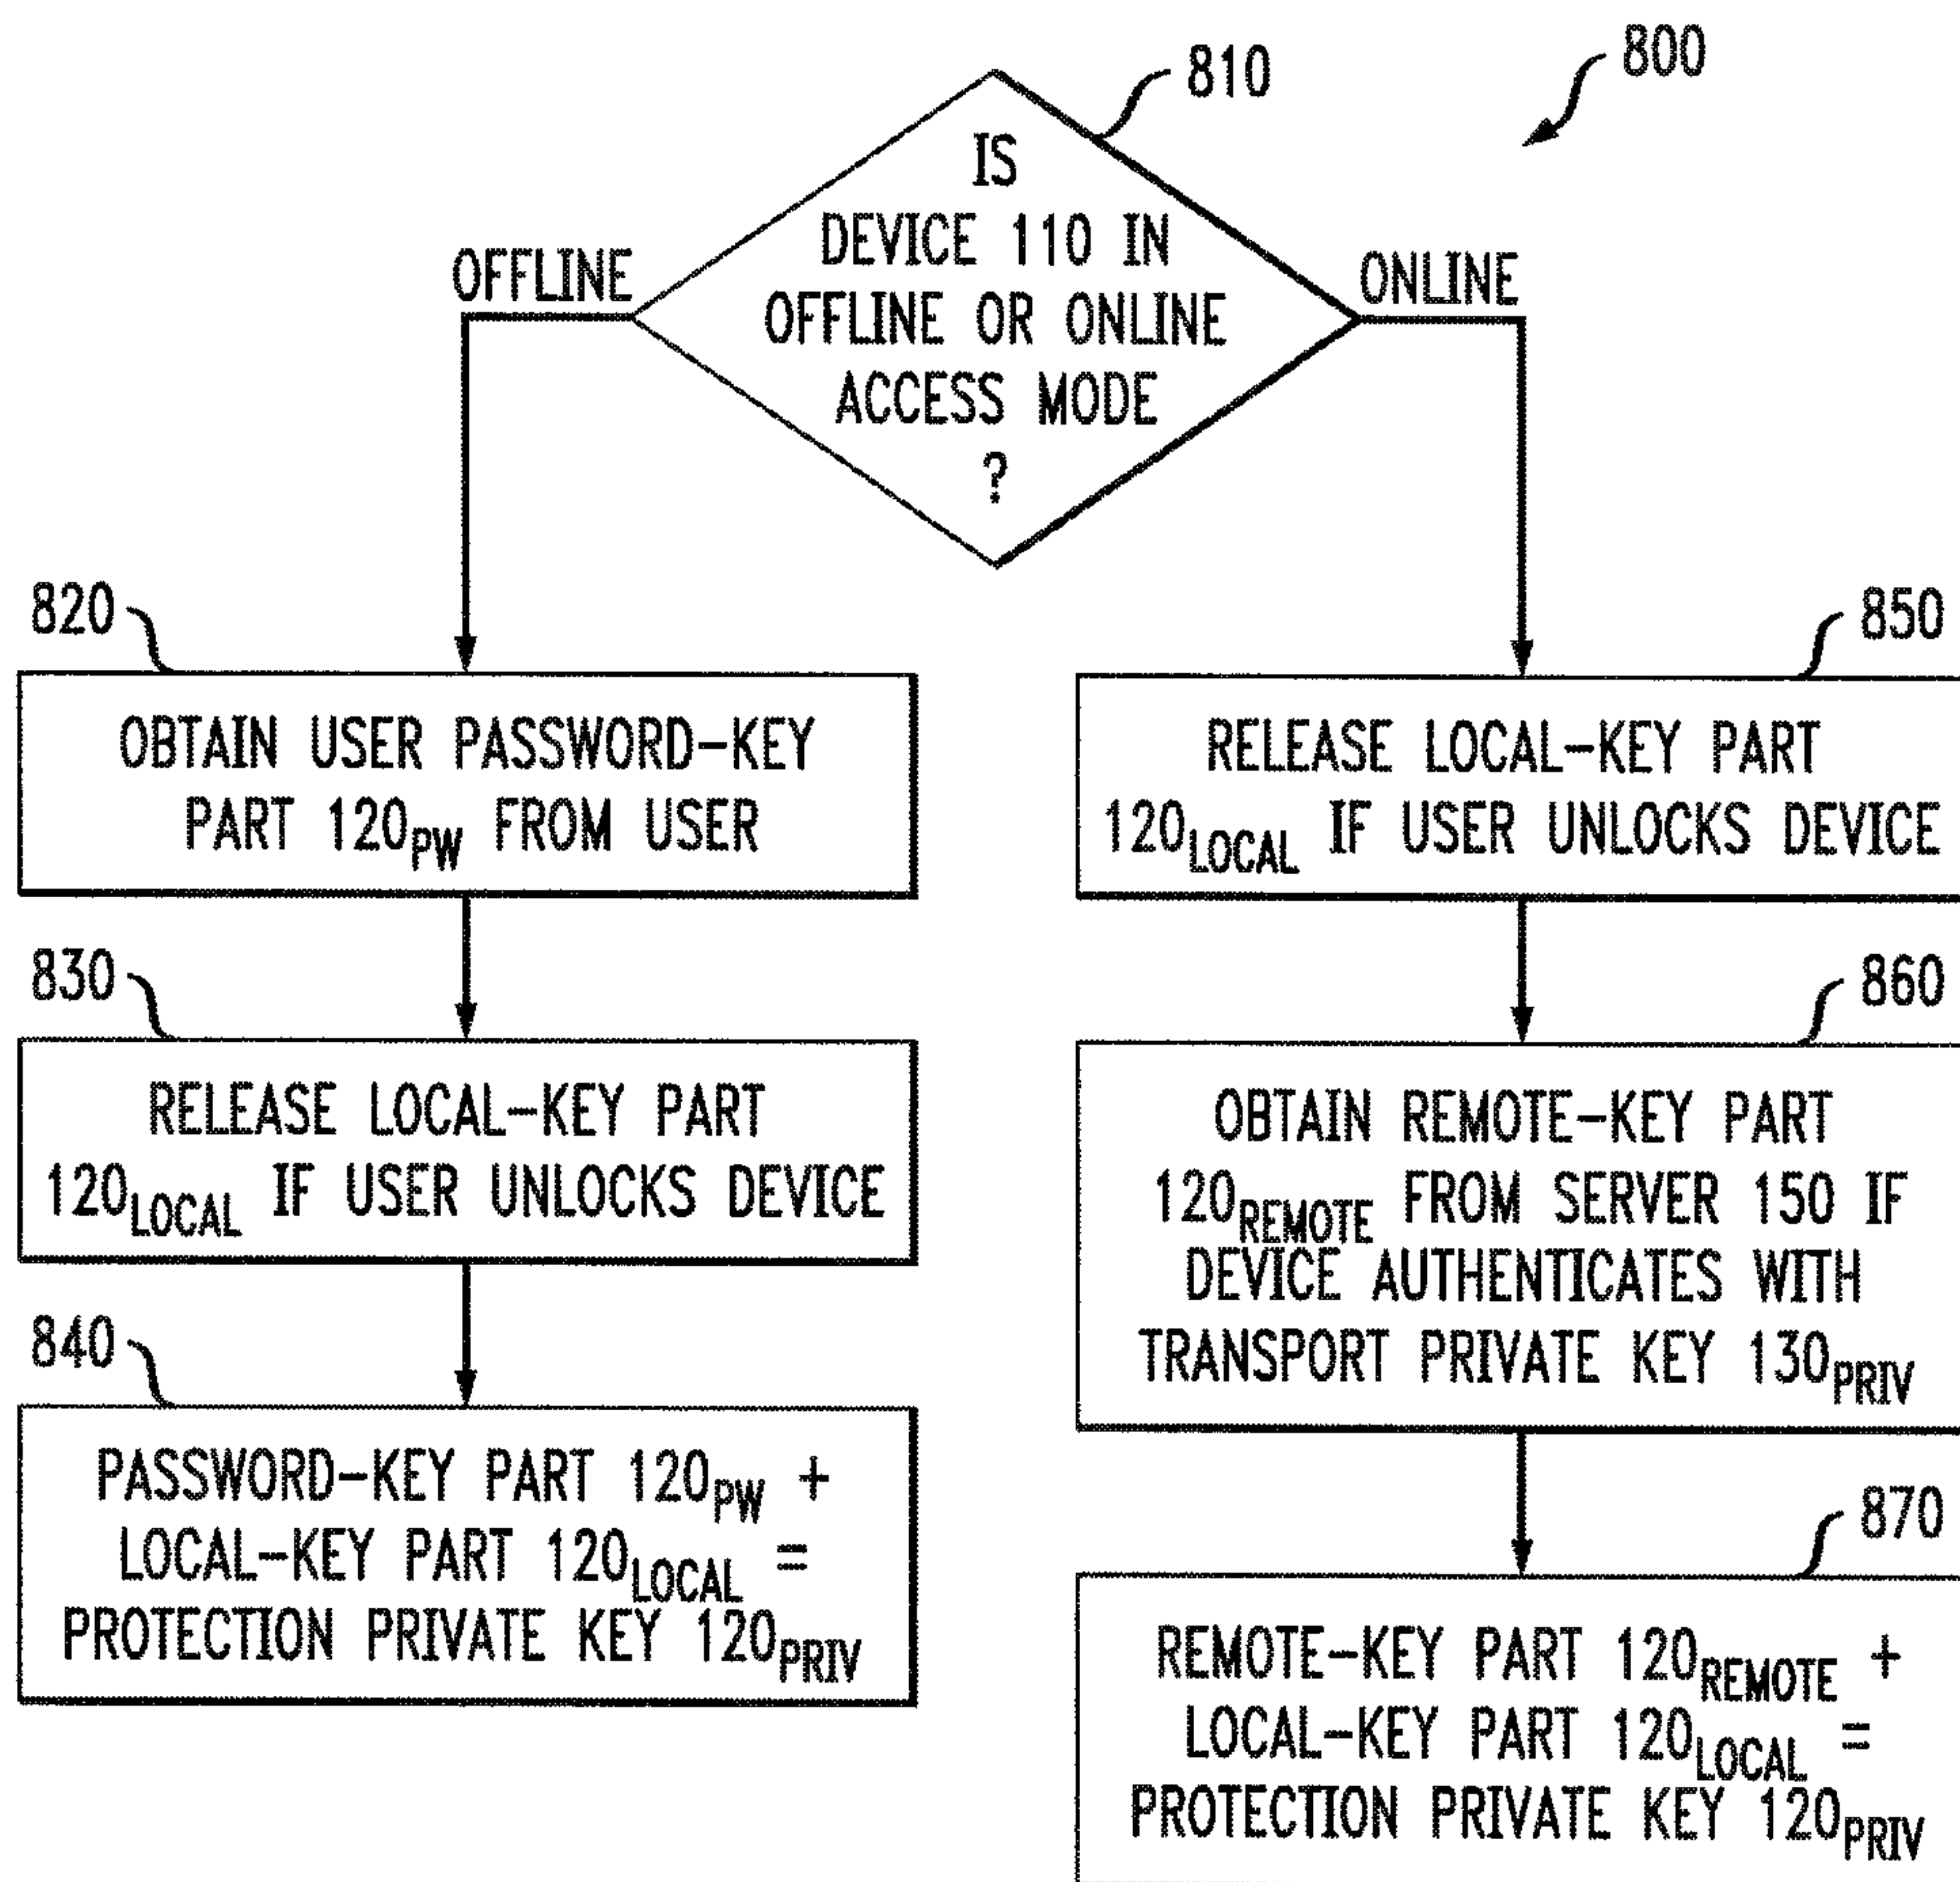 800
810
IS
DEVICE 110 IN
OFFLINE OR ONLINE
ACCESS MODE
?
OFFLINE
ONLINE
820
OBTAIN USER PASSWORD-KEY
PART 120PW FROM USER
830
RELEASE LOCAL-KEY PART
120LOCAL IF USER UNLOCKS DEVICE
840
PASSWORD-KEY PART 120PW +
LOCAL-KEY PART 120LOCAL =
PROTECTION PRIVATE KEY 120PRIV
850
RELEASE LOCAL-KEY PART
120LOCAL IF USER UNLOCKS DEVICE
860
OBTAIN REMOTE-KEY PART
120REMOTE FROM SERVER 150 IF
DEVICE AUTHENTICATES WITH
TRANSPORT PRIVATE KEY 130PRIV
870
REMOTE-KEY PART 120REMOTE +
LOCAL-KEY PART 120LOCAL =
PROTECTION PRIVATE KEY 120PRIV